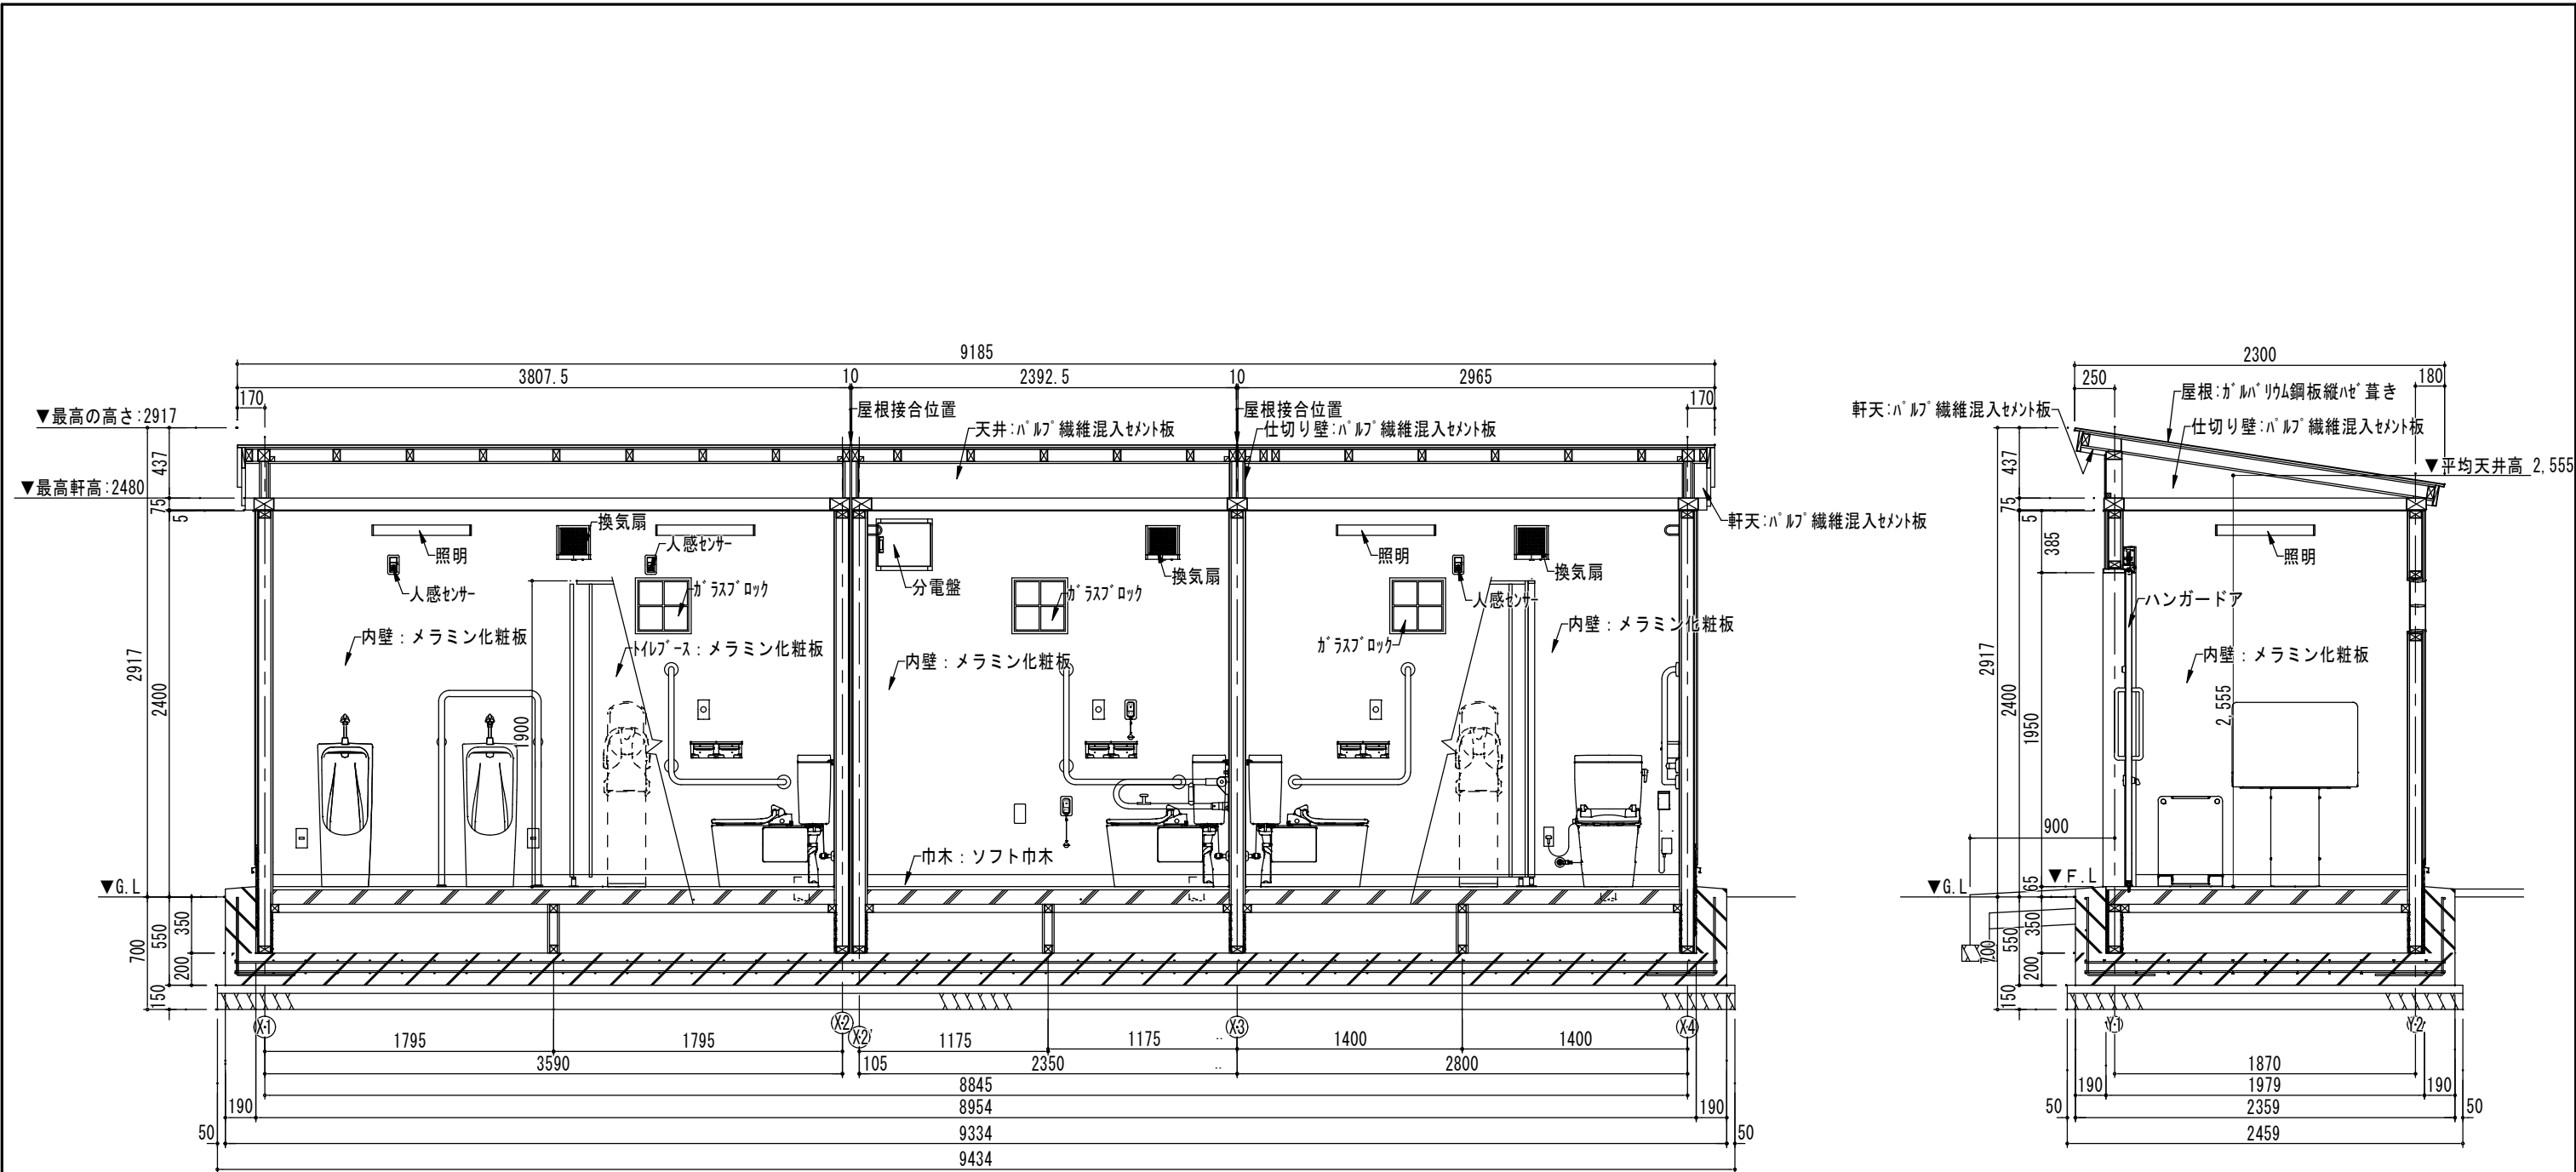 9185
3807.5
10
2392.5
10
2965
170
170
▼最高の高さ:2917
屋根接合位置
屋根接合位置
天井:パルプ繊維混入セメント板
仕切り壁:パルプ繊維混入セメント板
437
▼最高軒高:2480
75
5
軒天:パルプ繊維混入セメント板
換気扇
人感センサー
照明
人感センサー
ガラスブロック
分電盤
ガラスブロック
換気扇
照明
人感センサー
換気扇
ガラスブロック
内壁:メラミン化粧板
トイレブース:メラミン化粧板
内壁:メラミン化粧板
内壁:メラミン化粧板
2917
2400
1900
巾木:ソフト巾木
▼G.L
700
550
350
200
150
X1
X2
X2'
X3
X4
1795
1795
1175
1175
1400
1400
3590
105
2350
2800
8845
190
8954
190
50
9334
50
9434
2300
250
180
屋根:ガルバリウム鋼板縦ハゼ葺き
軒天:パルプ繊維混入セメント板
仕切り壁:パルプ繊維混入セメント板
▼平均天井高 2,555
437
75
5
385
照明
ハンガードア
内壁:メラミン化粧板
2917
2400
1950
2,555
900
65
▼F.L
▼G.L
700
550
350
200
150
Y1
Y2
1870
190
1979
190
50
2359
50
2459